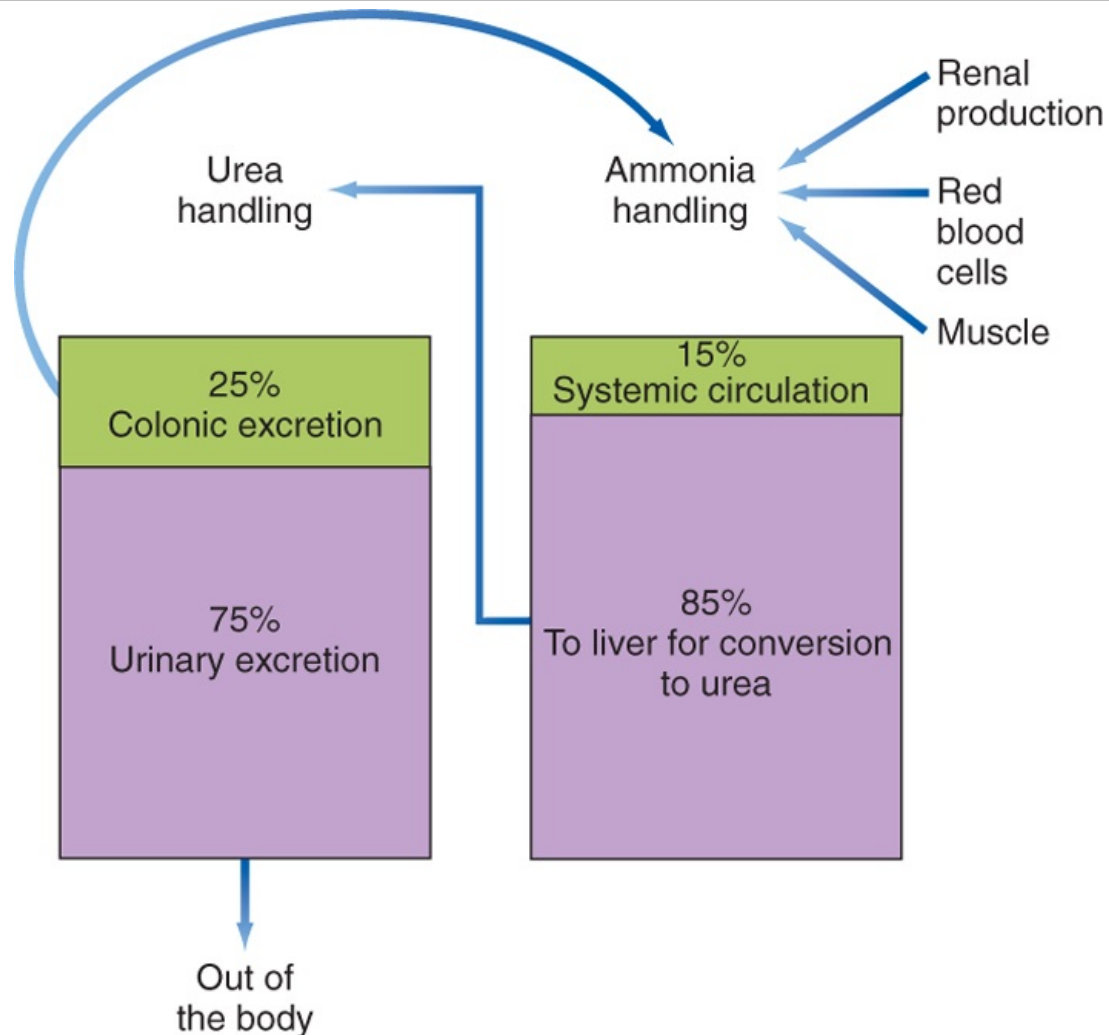 Renal
production
Urea
handling
Ammonia
handling
Red
blood
cells
Muscle
25%
Colonic excretion
15%
Systemic circulation
75%
Urinary excretion
85%
To liver for conversion
to urea
Out of
the body